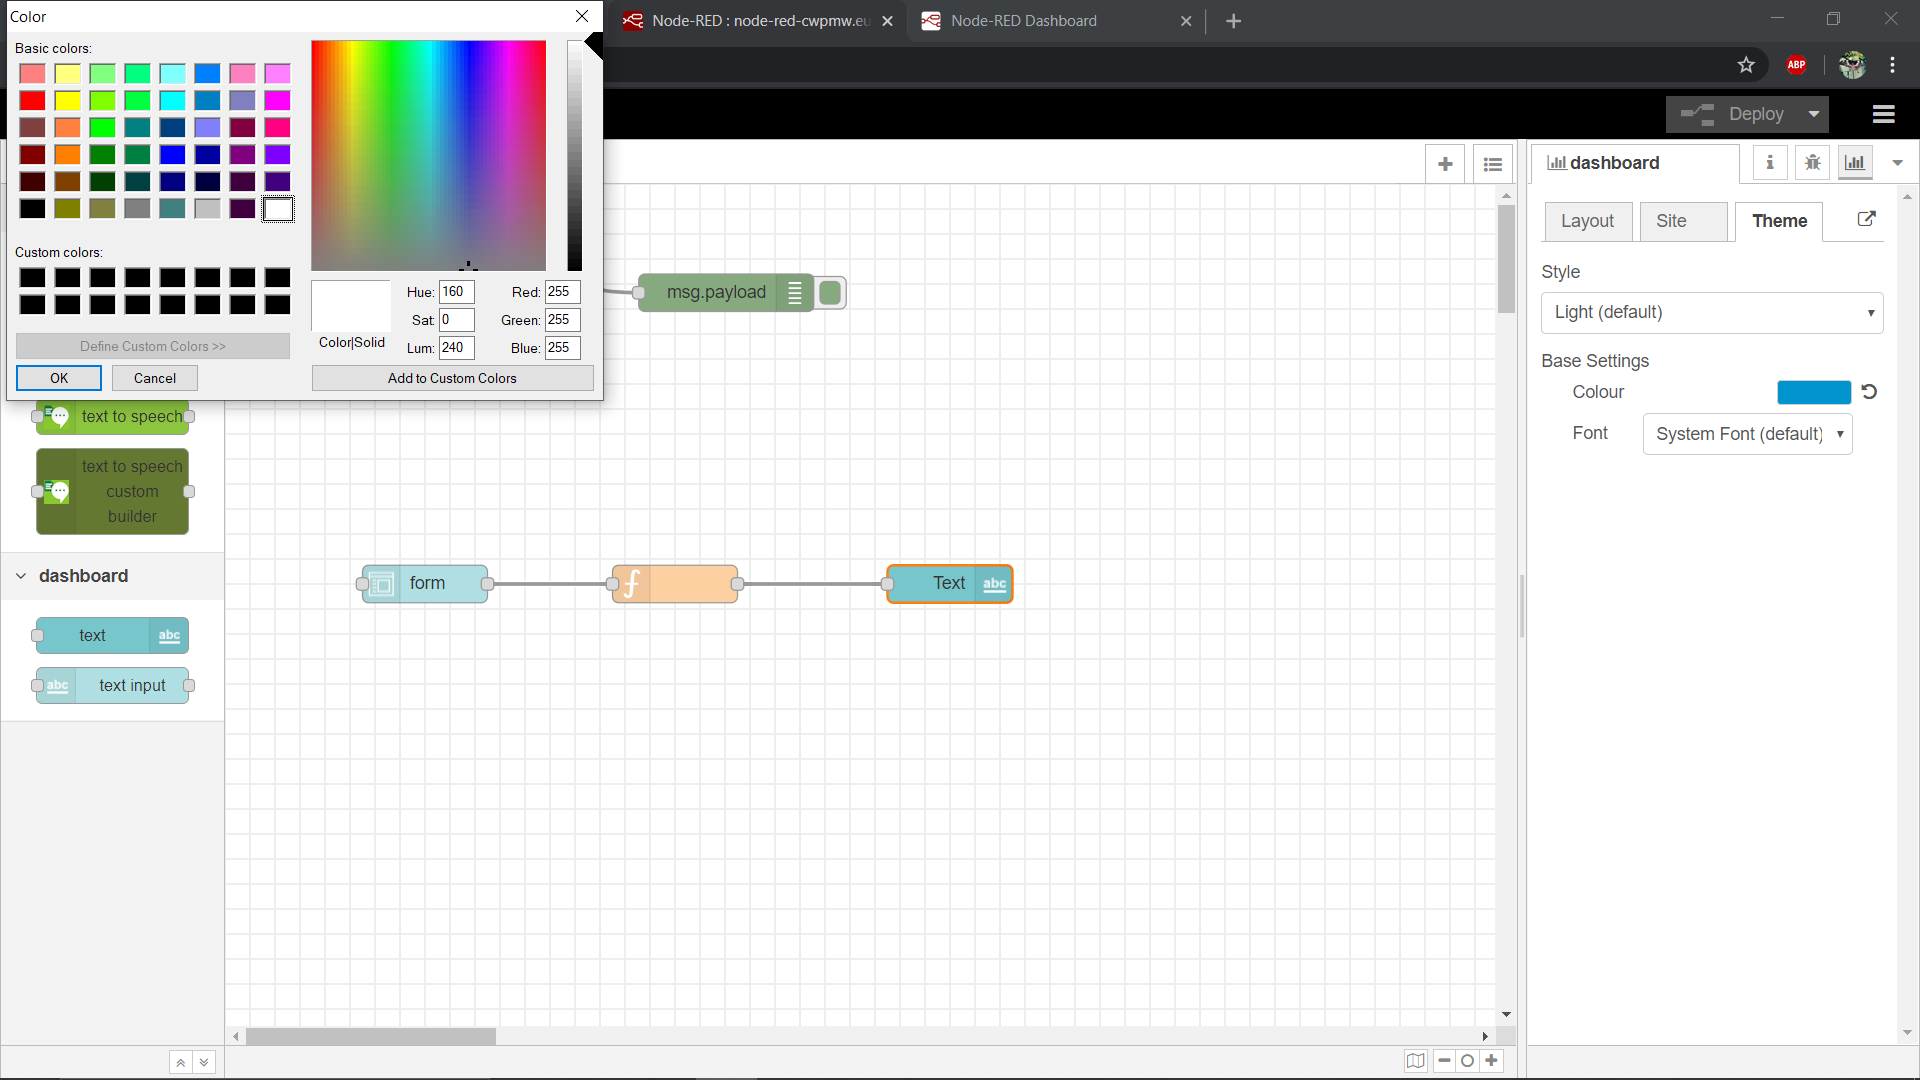 Color
Node-RED : node-red-cwpmw.eu
Node-RED Dashboard
ABP
Basic colors:
Custom colors:
Define Custom Colors >>
OK
Cancel
Color|Solid
Hue: 160
Sat: 0
Lum: 240
Red: 255
Green: 255
Blue: 255
Add to Custom Colors
Deploy
text to speech
text to speech
custom
builder
dashboard
text
abc
abc
text input
msg.payload
form
Text
abc
dashboard
Layout
Site
Theme
Style
Light (default)
Base Settings
Colour
Font
System Font (default)